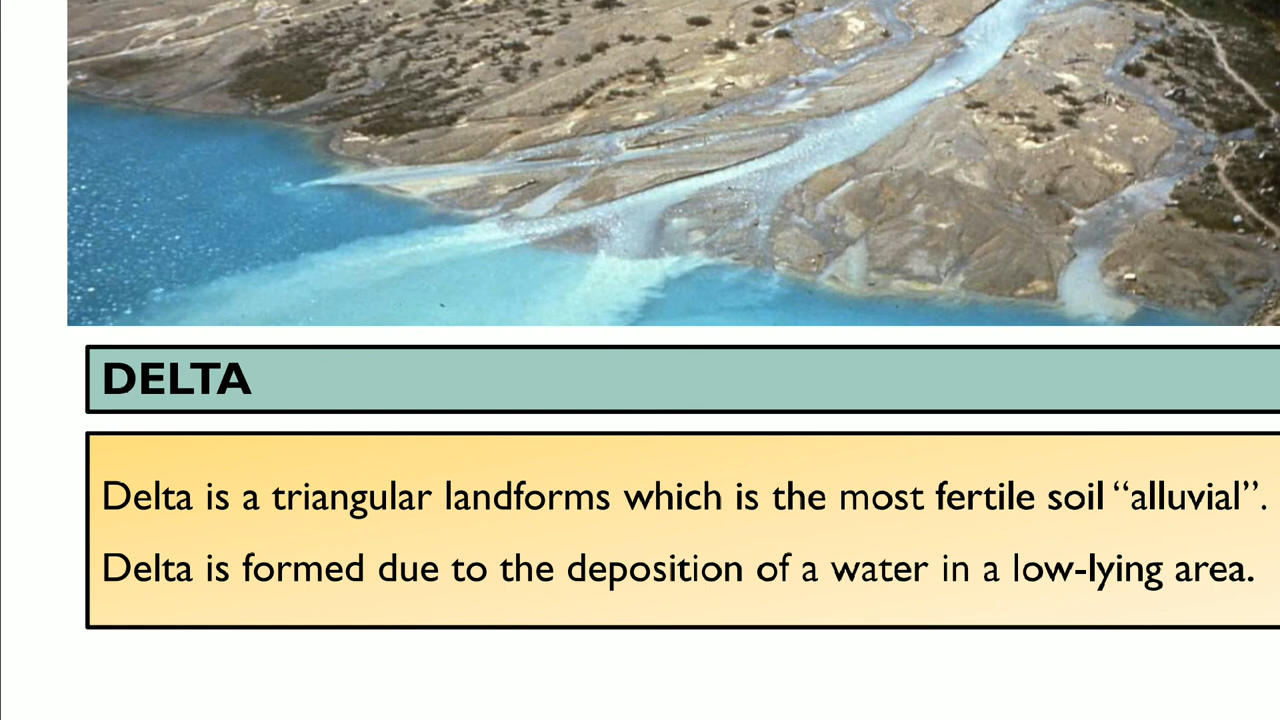 DELTA
Delta is a triangular landforms which is the most fertile soil “alluvial”.
Delta is formed due to the deposition of a water in a low-lying area.